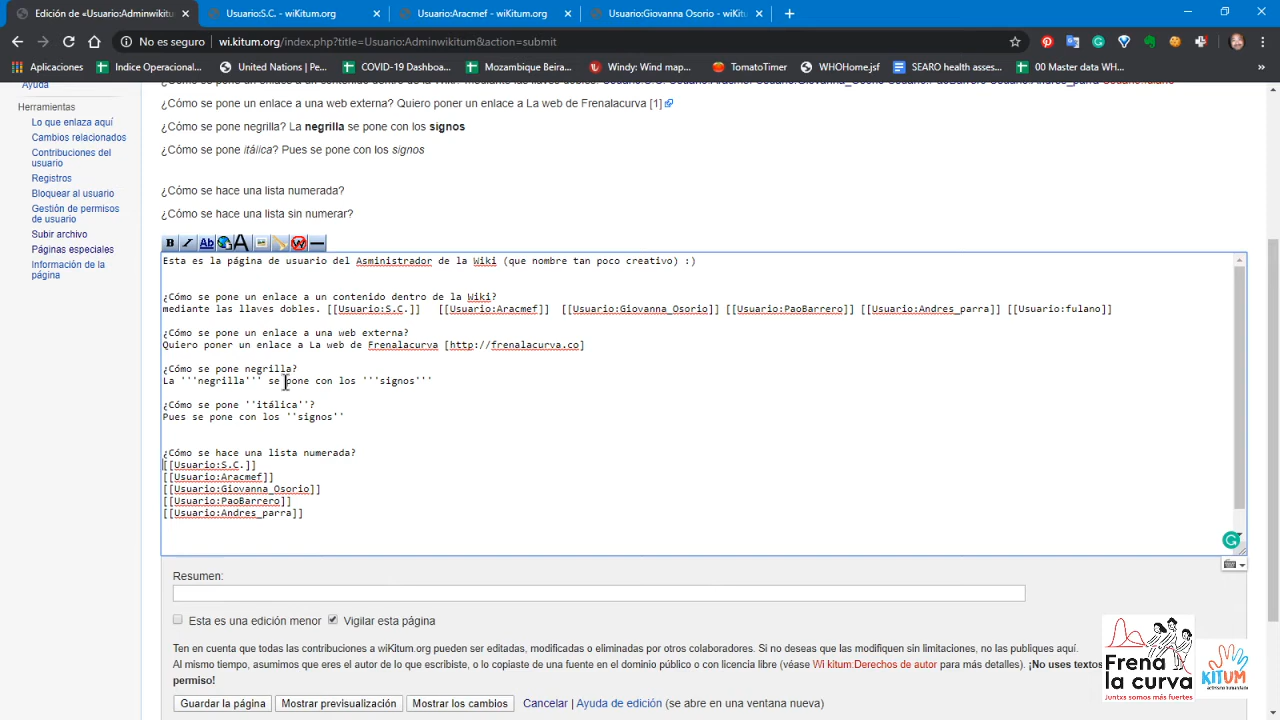 Edición de «Usuario:Adminwikitum
Usuario:S.C. - wiKitum.org
Usuario:Aracmef - wiKitum.org
Usuario:Giovanna Osorio - wiKitu
No es seguro
wi.kitum.org/index.php?title=Usuario:Adminwikitum&action=submit
Aplicaciones
Indice Operacional...
United Nations | Pe...
COVID-19 Dashboa...
Mozambique Beira...
Windy: Wind map...
TomatoTimer
WHOHome.jsf
SEARO health asses...
00 Master data WH...
»
Ayuda
Herramientas
Lo que enlaza aquí
Cambios relacionados
Contribuciones del
usuario
Registros
Bloquear al usuario
Gestión de permisos
de usuario
Subir archivo
Páginas especiales
Información de la
página
¿Cómo se pone un enlace a una web externa? Quiero poner un enlace a La web de Frenalacurva [1]
¿Cómo se pone negrilla? La negrilla se pone con los signos
¿Cómo se pone itálica? Pues se pone con los signos
¿Cómo se hace una lista numerada?
¿Cómo se hace una lista sin numerar?
B I Ab A W
Esta es la página de usuario del Asministrador de la Wiki (que nombre tan poco creativo) :)
¿Cómo se pone un enlace a un contenido dentro de la Wiki?
mediante las llaves dobles. [[Usuario:S.C.]] [[Usuario:Aracmef]] [[Usuario:Giovanna_Osorio]] [[Usuario:PaoBarrero]] [[Usuario:Andres_parra]] [[Usuario:fulano]]
¿Cómo se pone un enlace a una web externa?
Quiero poner un enlace a La web de Frenalacurva [http://frenalacurva.co]
¿Cómo se pone negrilla?
La '''negrilla''' se pone con los '''signos'''
¿Cómo se pone ''itálica''?
Pues se pone con los ''signos''
¿Cómo se hace una lista numerada?
[[Usuario:S.C.]]
[[Usuario:Aracmef]]
[[Usuario:Giovanna_Osorio]]
[[Usuario:PaoBarrero]]
[[Usuario:Andres_parra]]
Resumen:
Esta es una edición menor
Vigilar esta página
Ten en cuenta que todas las contribuciones a wiKitum.org pueden ser editadas, modificadas o eliminadas por otros colaboradores. Si no deseas que las modifiquen sin limitaciones, no las publiques aquí.
Al mismo tiempo, asumimos que eres el autor de lo que escribiste, o lo copiaste de una fuente en el dominio público o con licencia libre (véase Wi kitum:Derechos de autor para más detalles). ¡No uses textos
permiso!
Guardar la página
Mostrar previsualización
Mostrar los cambios
Cancelar | Ayuda de edición (se abre en una ventana nueva)
Frena
la curva
Juntxs somos más fuertes
KITUM